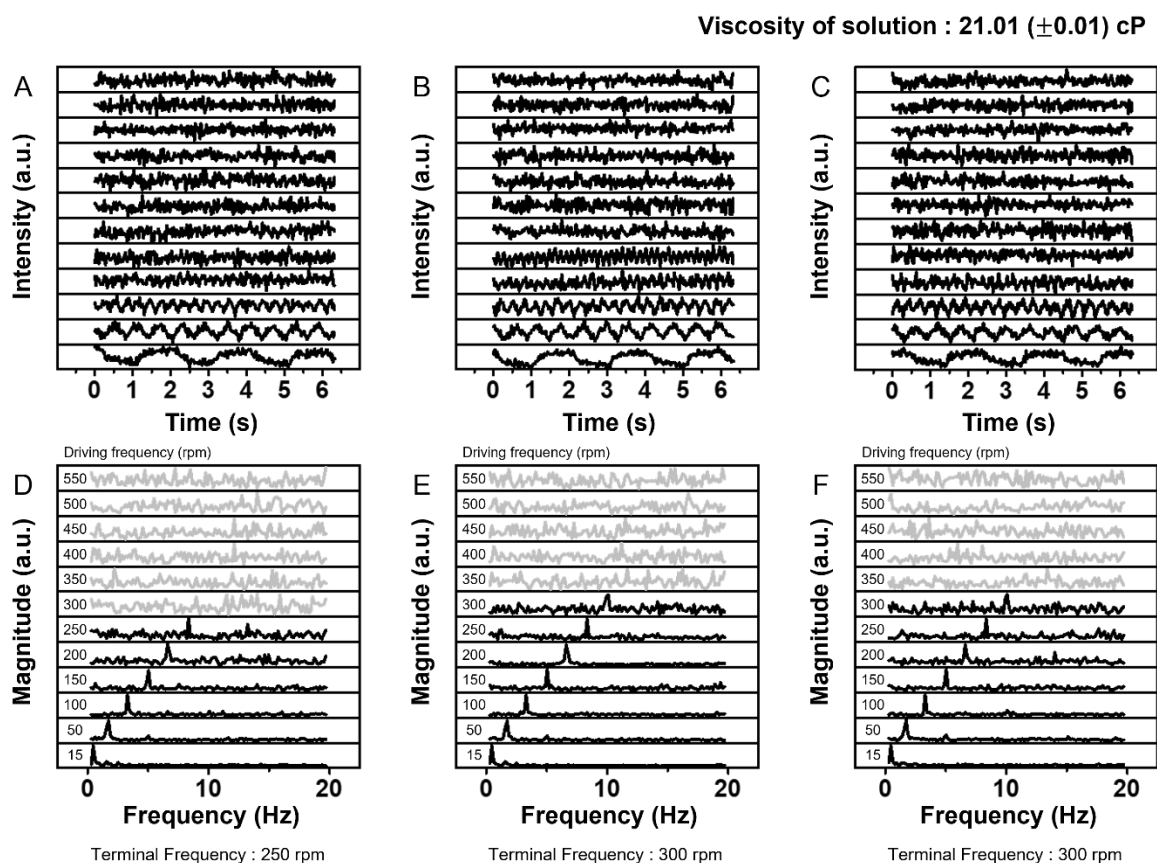 Viscosity of solution : 21.01 (±0.01) cP
A
B
C
Intensity (a.u.)
Intensity (a.u.)
Intensity (a.u.)
0 1 2 3 4 5 6
0 1 2 3 4 5 6
0 1 2 3 4 5 6
Time (s)
Time (s)
Time (s)
Driving frequency (rpm)
Driving frequency (rpm)
Driving frequency (rpm)
D
Magnitude (a.u.)
550
500
450
400
350
300
250
200
150
100
50
15
E
Magnitude (a.u.)
550
500
450
400
350
300
250
200
150
100
50
15
F
Magnitude (a.u.)
550
500
450
400
350
300
250
200
150
100
50
15
0 10 20
0 10 20
0 10 20
Frequency (Hz)
Frequency (Hz)
Frequency (Hz)
Terminal Frequency : 250 rpm
Terminal Frequency : 300 rpm
Terminal Frequency : 300 rpm